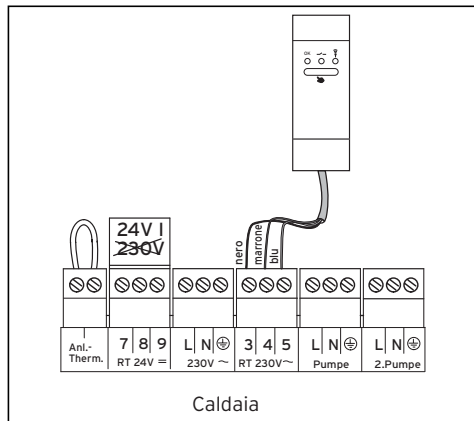 OK
nero
marrone
blu
24V I
230V
Anl.-
Therm.
7 8 9
RT 24V =
L N
230V ~
3 4 5
RT 230V~
L N
Pumpe
L N
2.Pumpe
Caldaia